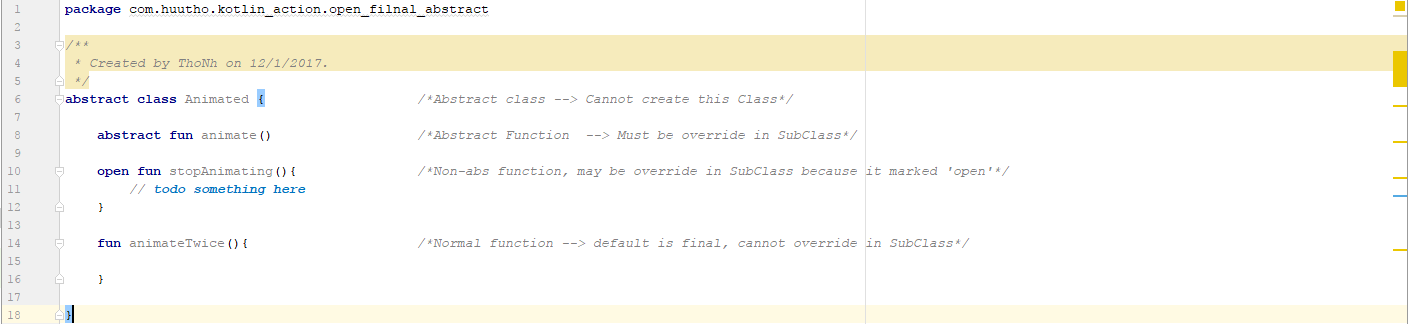 1 package com.huutho.kotlin_action.open_filnal_abstract
2
3 /**
4 * Created by ThoNh on 12/1/2017.
5 */
6 abstract class Animated { /*Abstract class --> Cannot create this Class*/
7
8 abstract fun animate() /*Abstract Function --> Must be override in SubClass*/
9
10 open fun stopAnimating(){ /*Non-abs function, may be override in SubClass because it marked 'open'*/
11 // todo something here
12 }
13
14 fun animateTwice(){ /*Normal function --> default is final, cannot override in SubClass*/
15
16 }
17
18 }